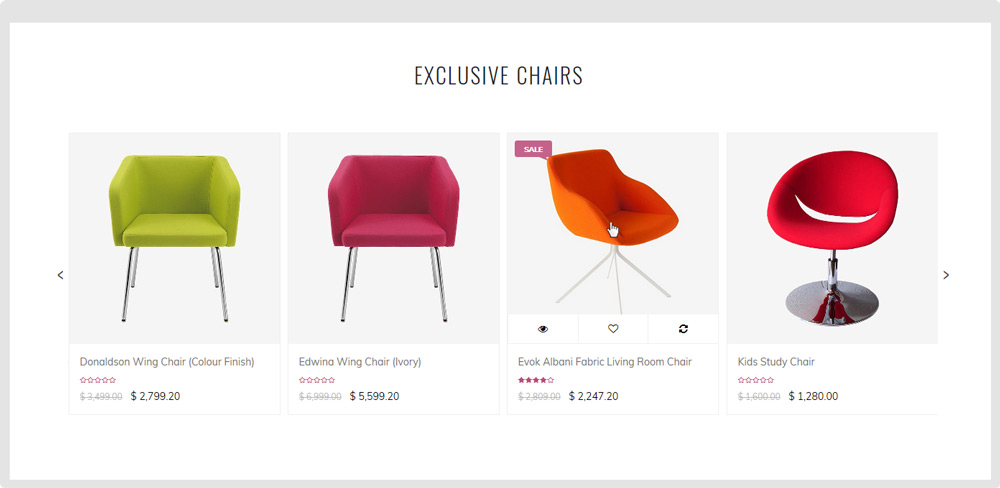 EXCLUSIVE CHAIRS
SALE
Donaldson Wing Chair (Colour Finish)
$ 3,499.00 $ 2,799.20
Edwina Wing Chair (Ivory)
$ 6,999.00 $ 5,599.20
Evok Albani Fabric Living Room Chair
$ 2,809.00 $ 2,247.20
Kids Study Chair
$ 1,600.00 $ 1,280.00